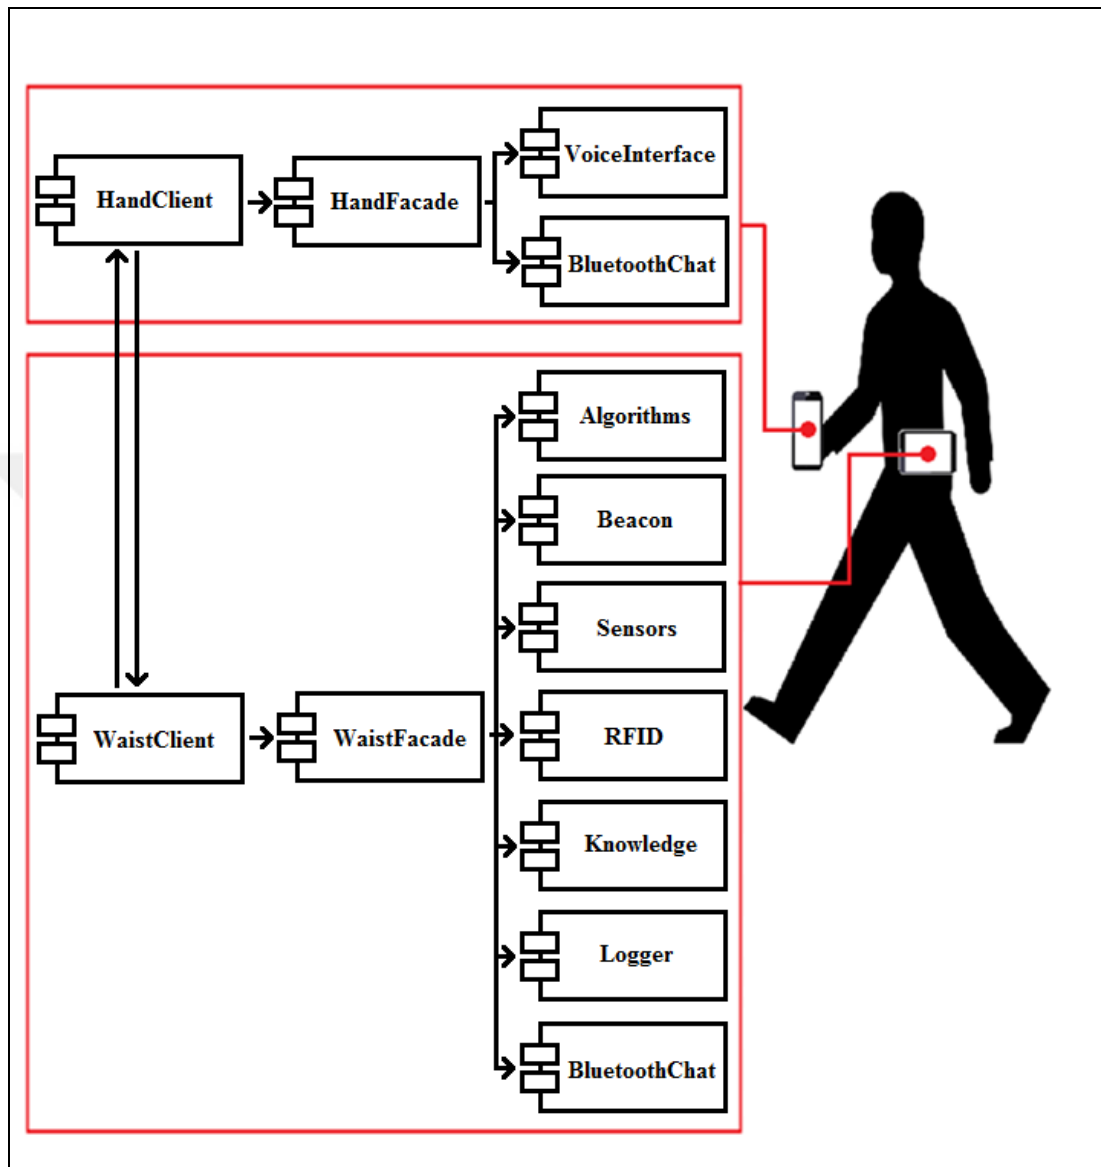 VoiceInterface
HandClient
HandFacade
BluetoothChat
Algorithms
Beacon
Sensors
WaistClient
WaistFacade
RFID
Knowledge
Logger
BluetoothChat